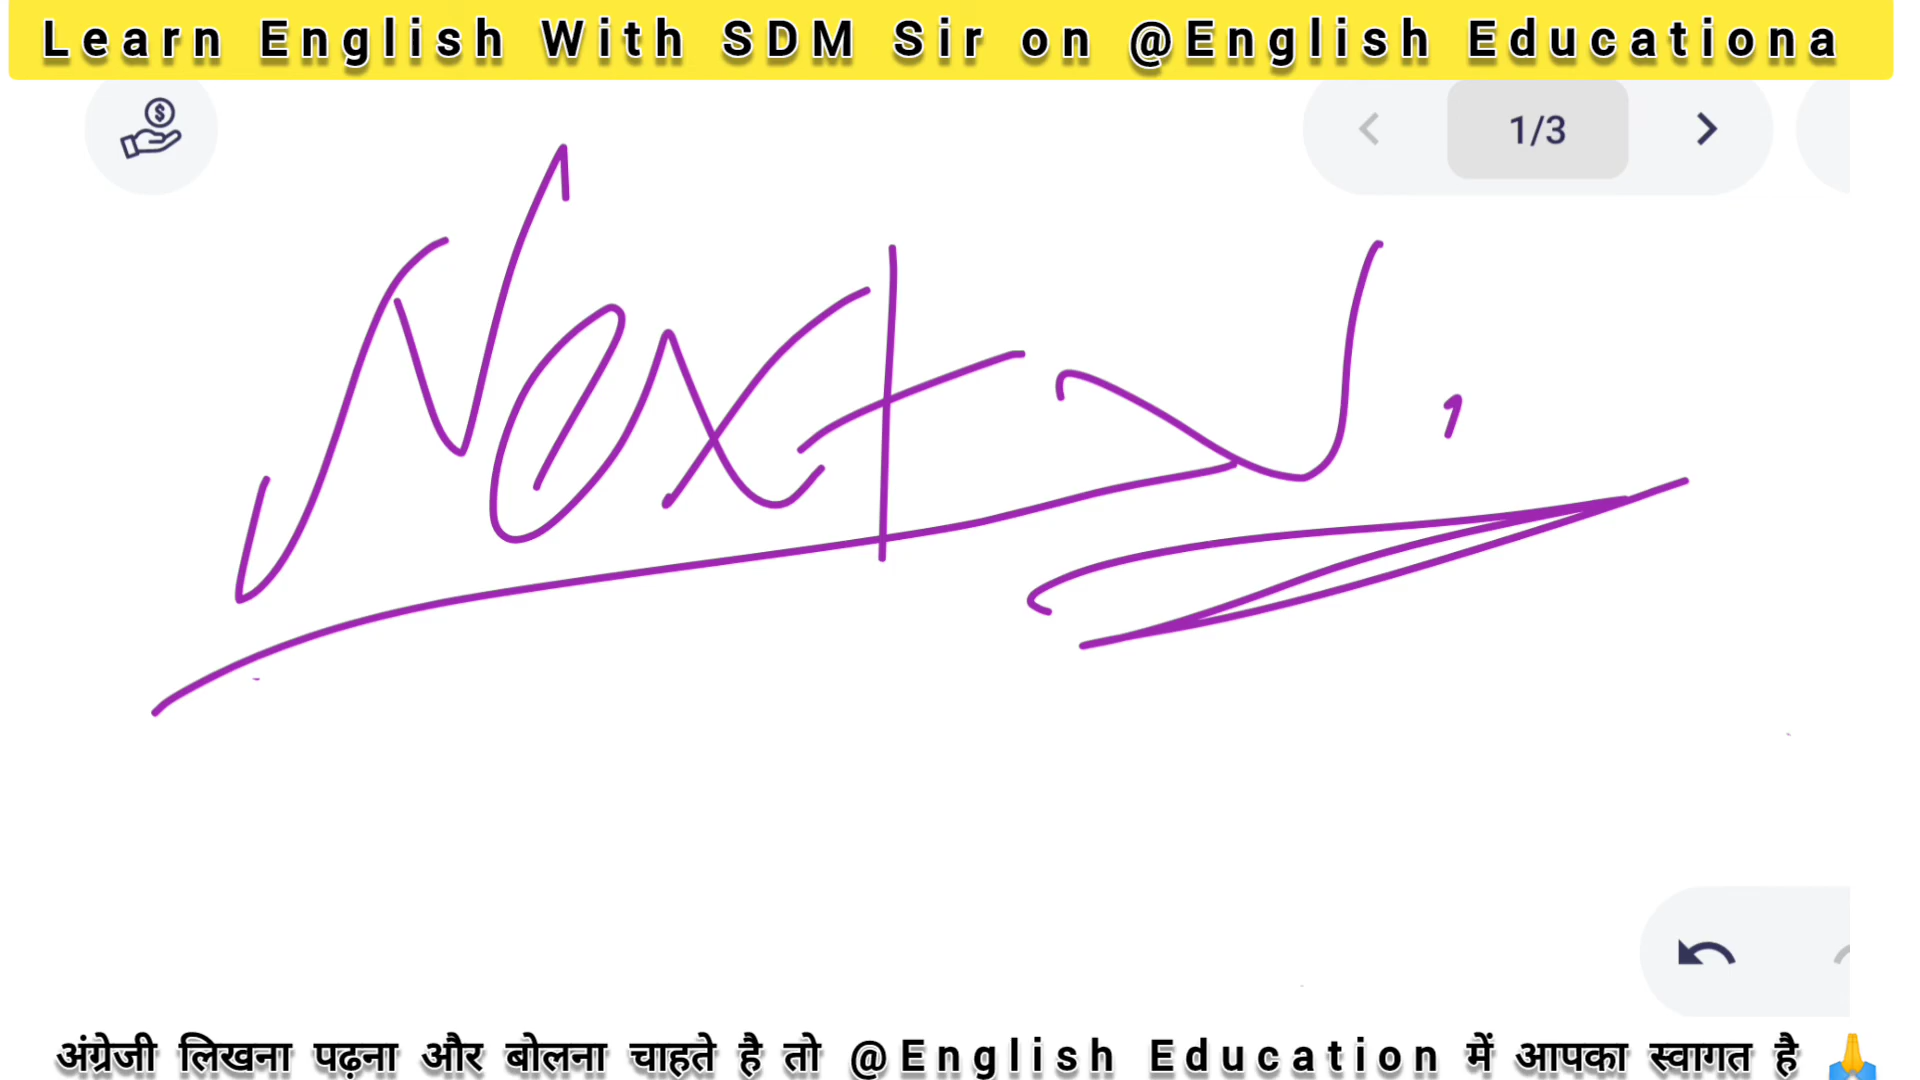 Learn English With SDM Sir on @English Educationa
1/3
Next
अंग्रेजी लिखना पढ़ना और बोलना चाहते है तो @English Education में आपका स्वागत है 🙏